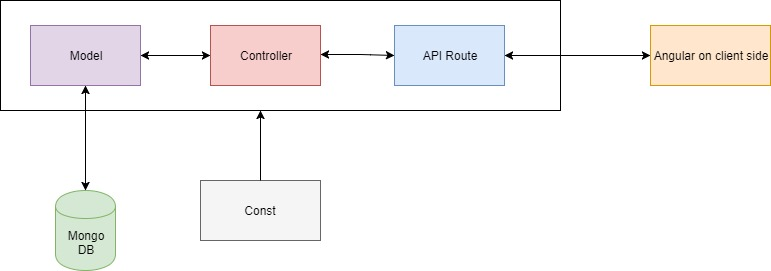 Model
Controller
API Route
Angular on client side
Const
Mongo
DB